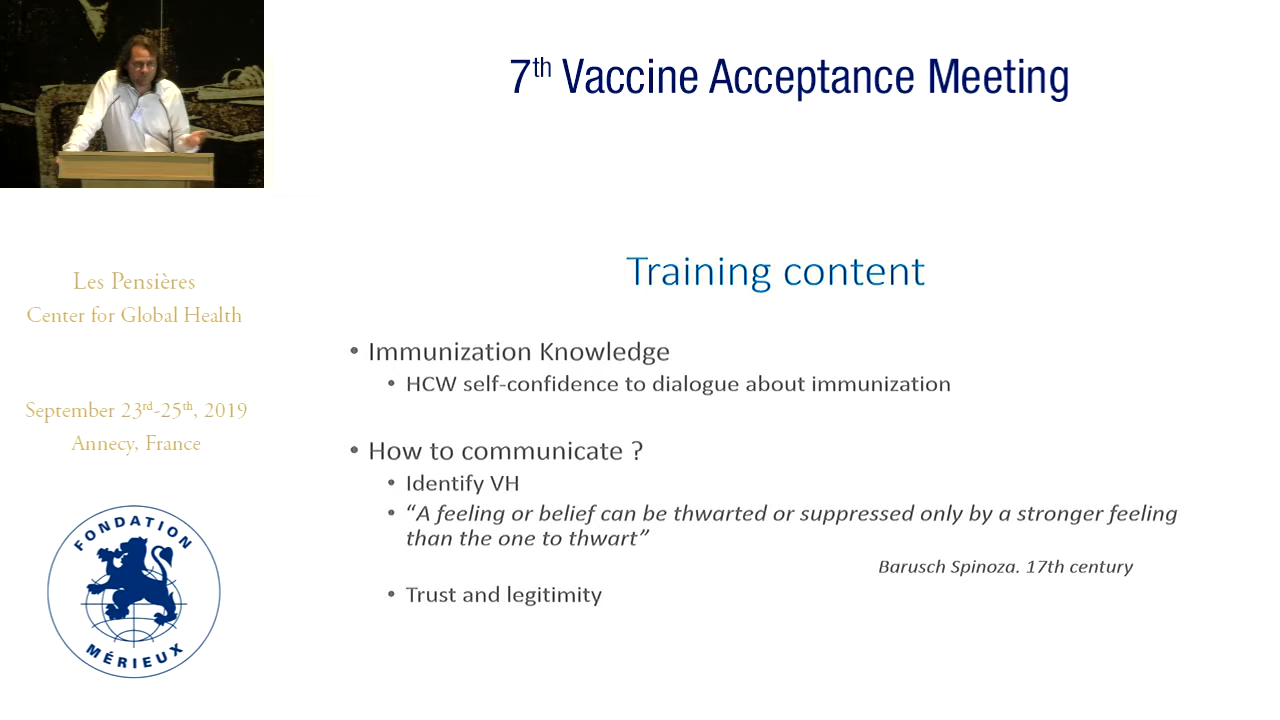 7th Vaccine Acceptance Meeting
Les Pensières
Center for Global Health
September 23rd-25th, 2019
Annecy, France
FONDATION
MÉRIEUX
Training content
• Immunization Knowledge
• HCW self-confidence to dialogue about immunization
• How to communicate ?
• Identify VH
• “A feeling or belief can be thwarted or suppressed only by a stronger feeling
than the one to thwart”
Barusch Spinoza. 17th century
• Trust and legitimity